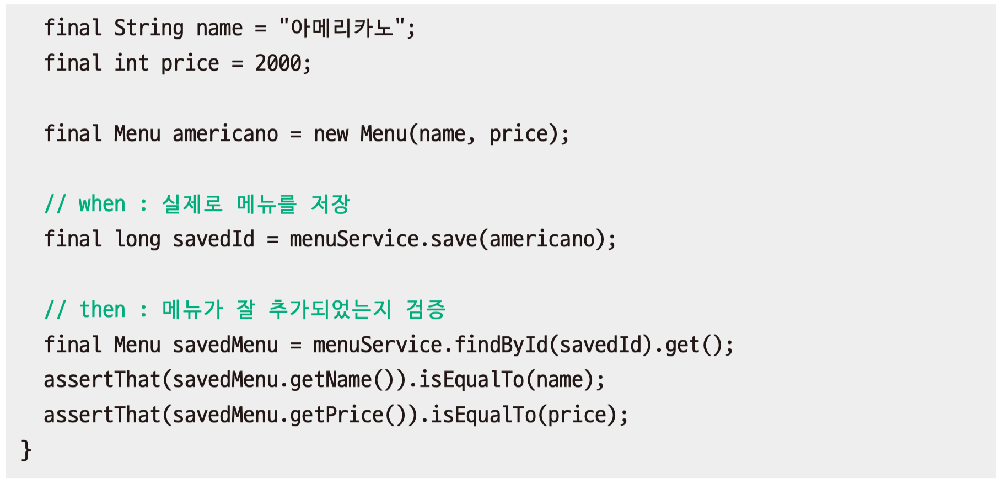 final String name = "아메리카노";
final int price = 2000;
final Menu americano = new Menu(name, price);
// when : 실제로 메뉴를 저장
final long savedId = menuService.save(americano);
// then : 메뉴가 잘 추가되었는지 검증
final Menu savedMenu = menuService.findById(savedId).get();
assertThat(savedMenu.getName()).isEqualTo(name);
assertThat(savedMenu.getPrice()).isEqualTo(price);
}